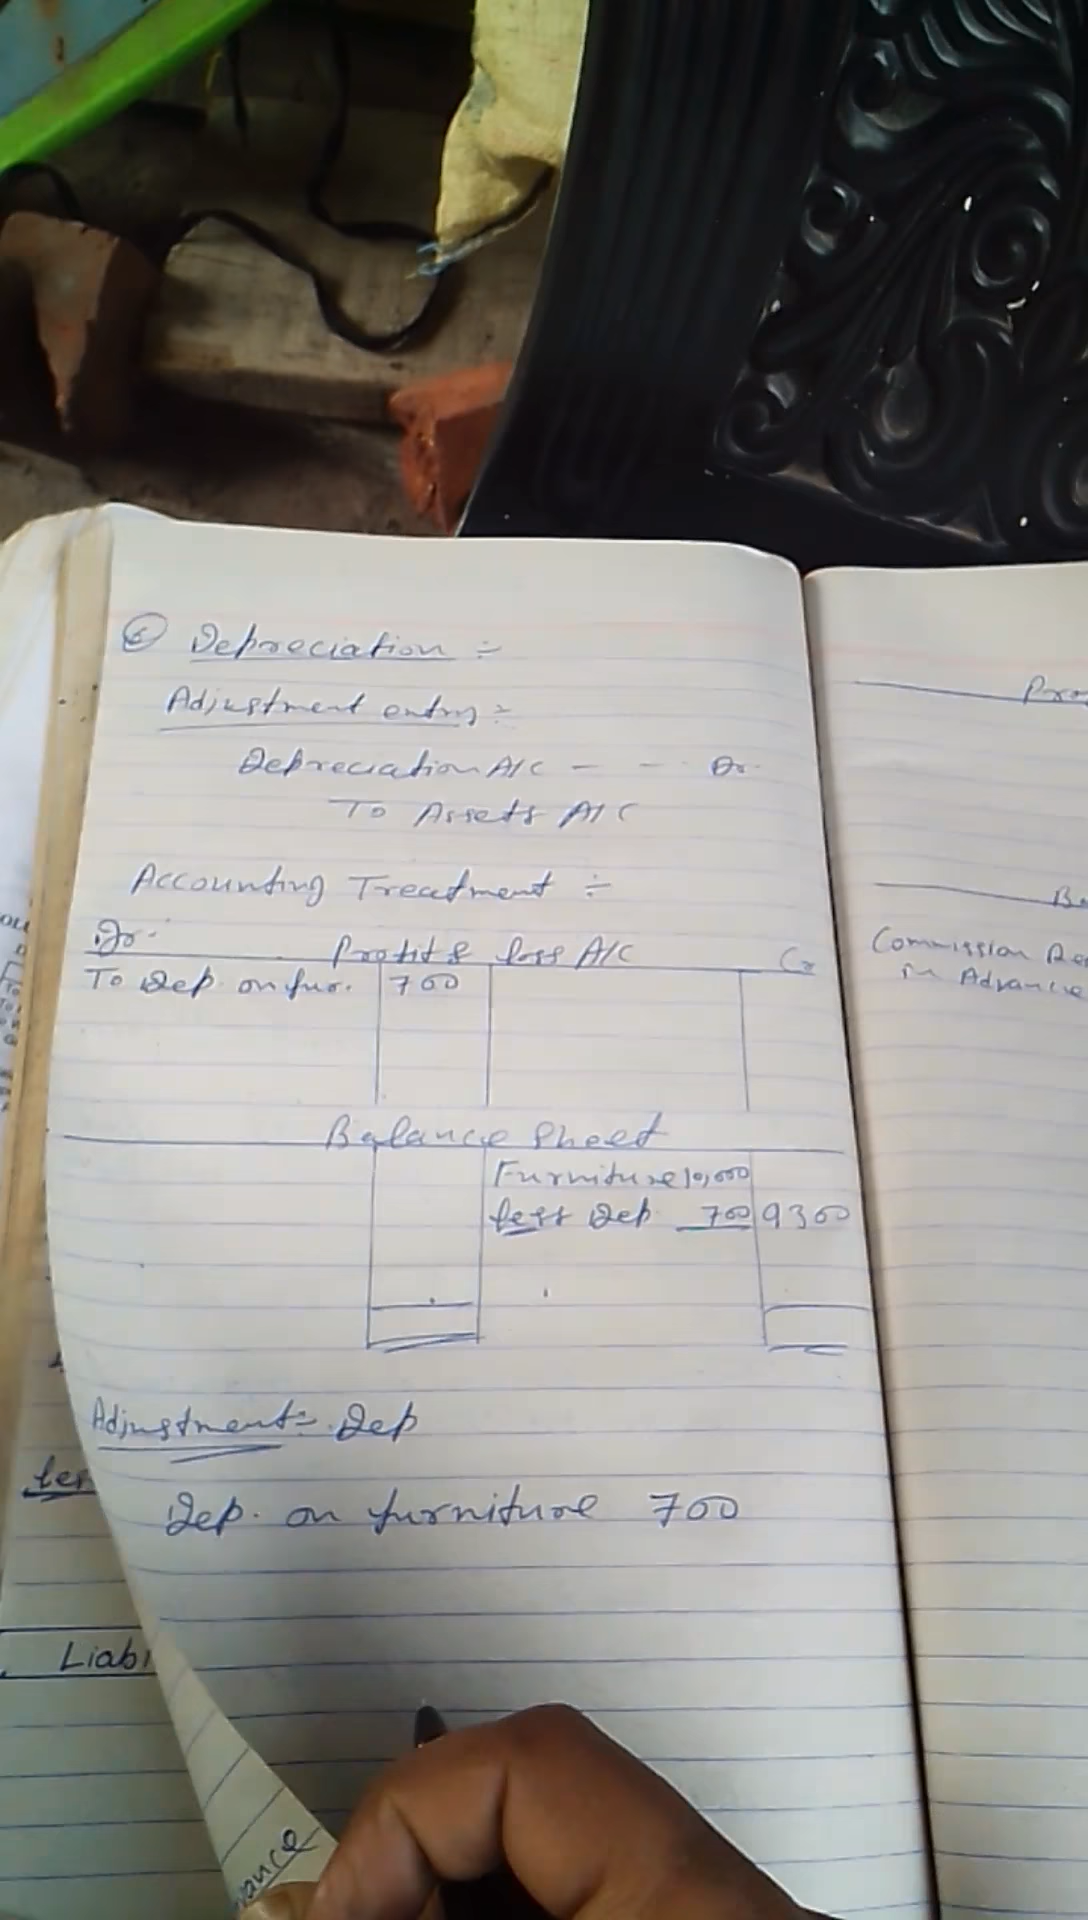 ⑥ Depreciation :-
Adjustment entry :-
Depreciation A/C - - - Dr.
To Assets A/C
Accounting Treatment :-
Dr. Profit & loss A/C Cr
To Dep. on fur. 700
Balance Sheet
Furniture 10,000
less Dep. 700 9300
Adjustment :- Dep
Dep. on furniture 700
Commission
in Advance
Liabi